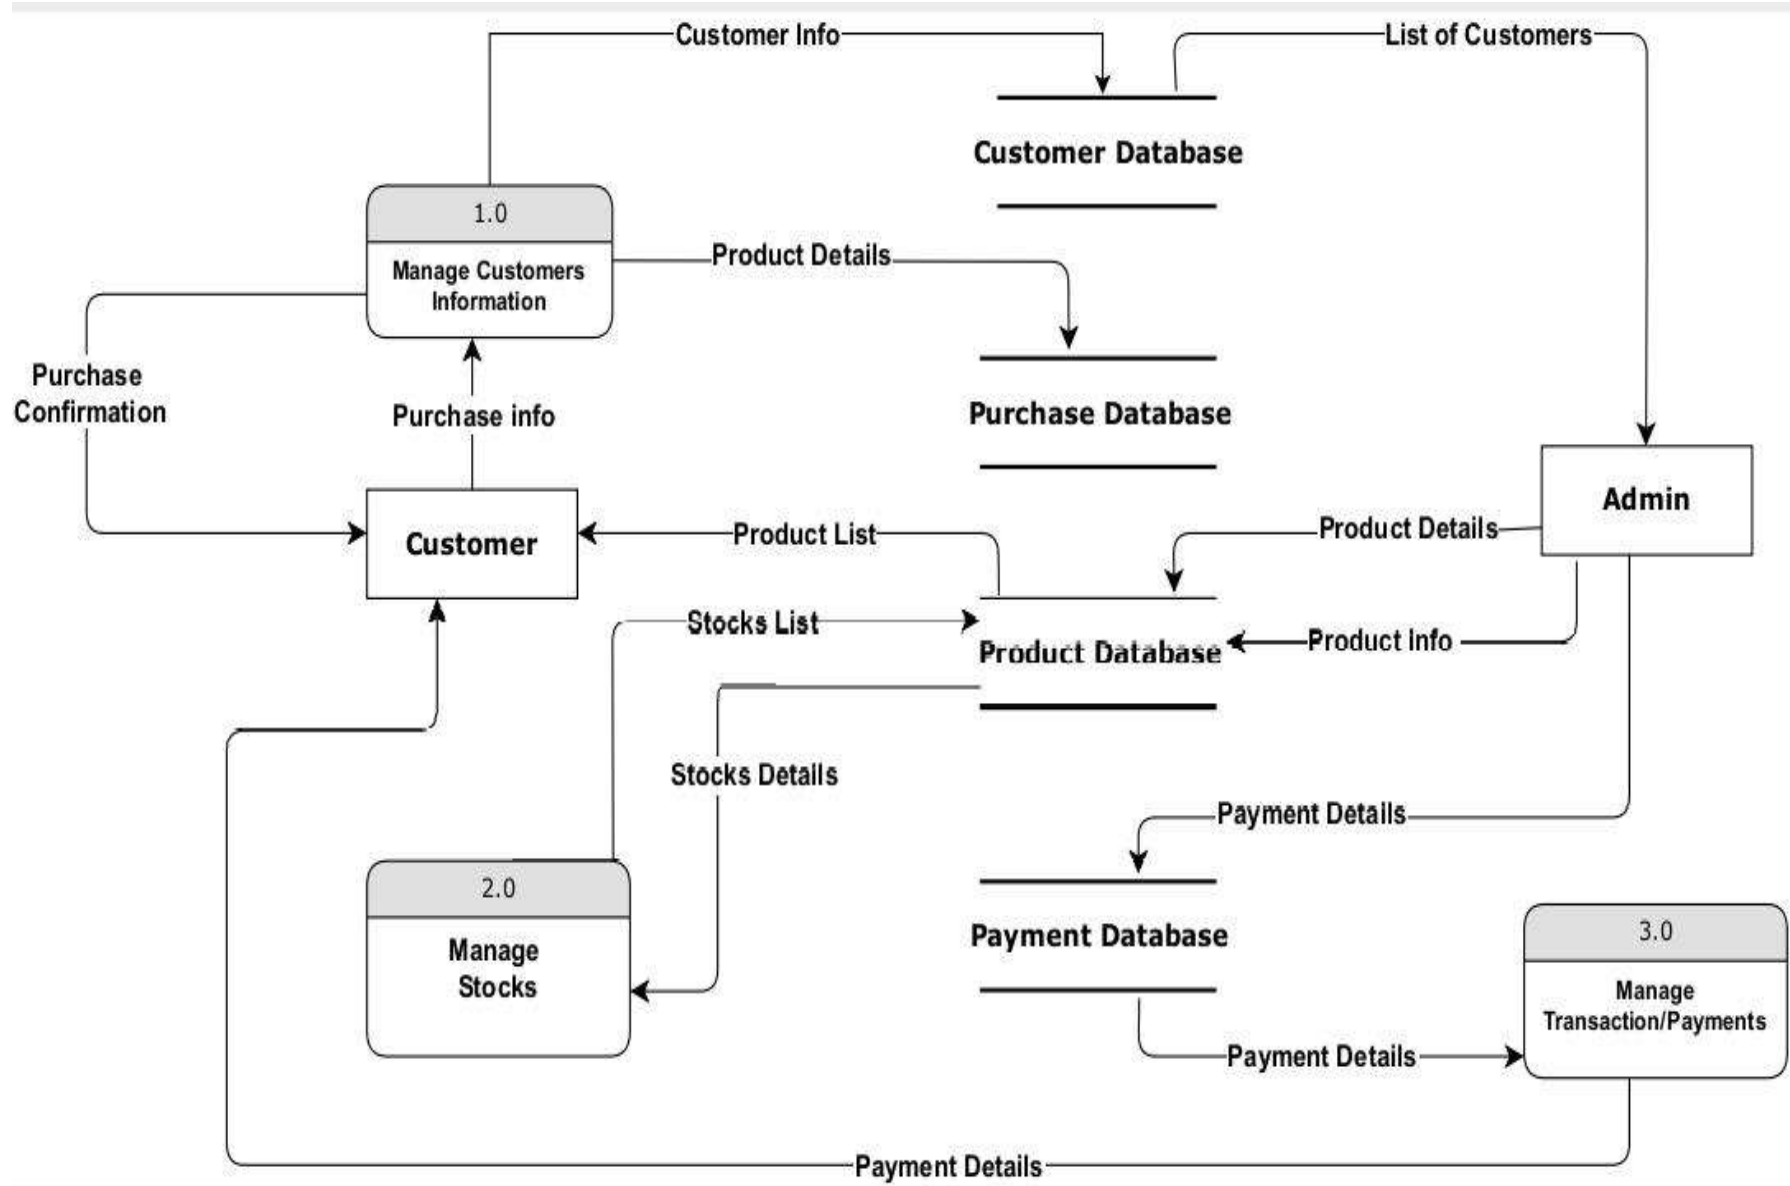 Customer Info
List of Customers
Customer Database
1.0
Manage Customers
Information
Product Details
Purchase
Confirmation
Purchase info
Purchase Database
Admin
Customer
Product List
Product Details
Stocks List
Product Database
Product Info
Stocks Details
Payment Details
2.0
Manage
Stocks
Payment Database
3.0
Manage
Transaction/Payments
Payment Details
Payment Details